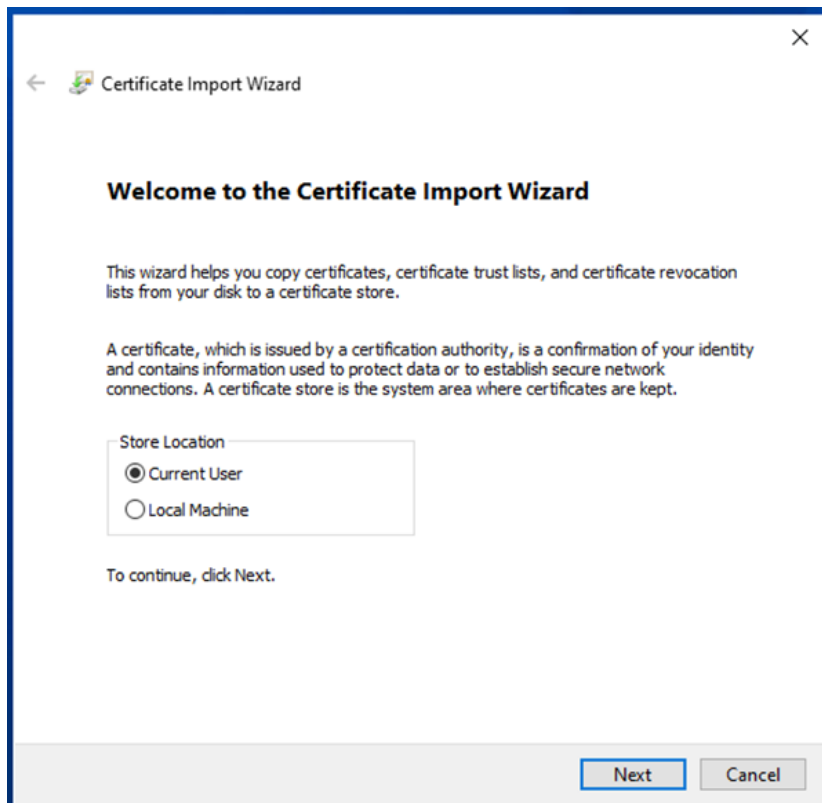 Certificate Import Wizard
Welcome to the Certificate Import Wizard
This wizard helps you copy certificates, certificate trust lists, and certificate revocation
lists from your disk to a certificate store.
A certificate, which is issued by a certification authority, is a confirmation of your identity
and contains information used to protect data or to establish secure network
connections. A certificate store is the system area where certificates are kept.
Store Location
Current User
Local Machine
To continue, click Next.
Next
Cancel